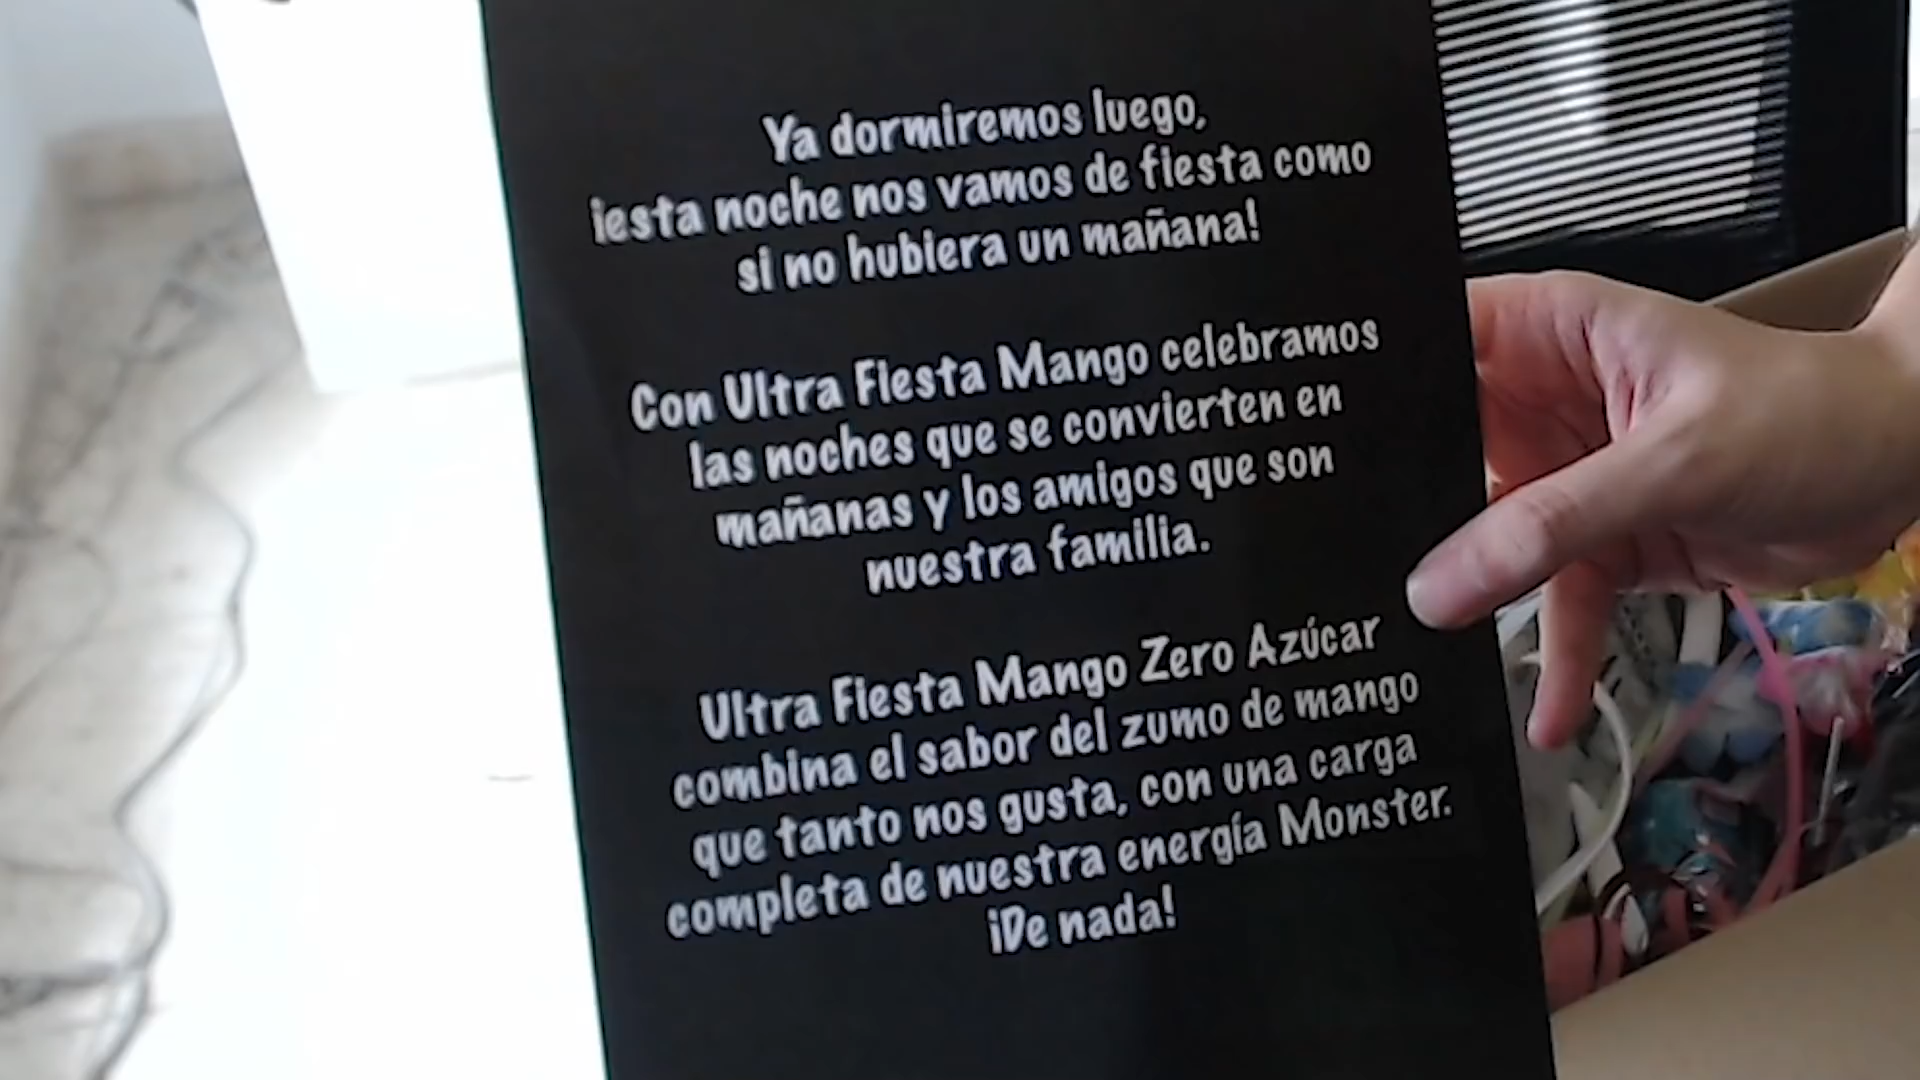 Ya dormiremos luego,
¡esta noche nos vamos de fiesta como
si no hubiera un mañana!
Con Ultra Fiesta Mango celebramos
las noches que se convierten en
mañanas y los amigos que son
nuestra familia.
Ultra Fiesta Mango Zero Azúcar
combina el sabor del zumo de mango
que tanto nos gusta, con una carga
completa de nuestra energía Monster.
¡De nada!